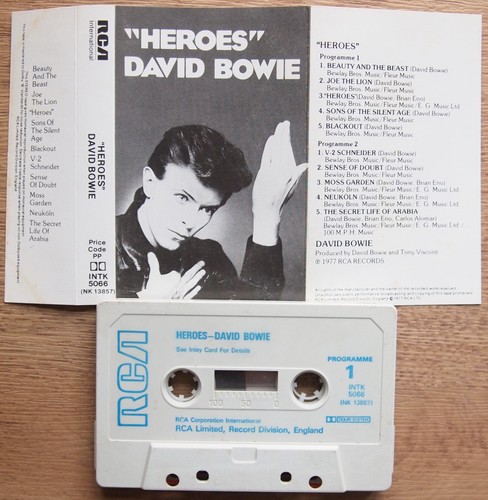 Beauty
And The
Beast
Joe
The Lion
"Heroes"
Sons Of
The Silent
Age
Blackout
V-2
Schneider
Sense
Of Doubt
Moss
Garden
Neuköln
The Secret
Life Of
Arabia
RCA
International
"HEROES"
DAVID BOWIE
Price
Code
PP
INTK
5066
(NK 13857)
"HEROES"
DAVID BOWIE
"HEROES"
Programme 1
1. BEAUTY AND THE BEAST (David Bowie)
Bewlay Bros. Music/Fleur Music
2. JOE THE LION (David Bowie)
Bewlay Bros. Music/Fleur Music
3."HEROES"(David Bowie, Brian Eno)
Bewlay Bros. Music/Fleur Music/E. G. Music Ltd.
4. SONS OF THE SILENT AGE (David Bowie)
Bewlay Bros. Music/Fleur Music
5. BLACKOUT (David Bowie)
Bewlay Bros. Music/Fleur Music
Programme 2
1. V-2 SCHNEIDER (David Bowie)
Bewlay Bros. Music/Fleur Music
2. SENSE OF DOUBT (David Bowie)
Bewlay Bros. Music/Fleur Music
3. MOSS GARDEN (David Bowie, Brian Eno)
Bewlay Bros. Music/Fleur Music/E. G. Music Ltd.
4. NEUKÖLN (David Bowie, Brian Eno)
Bewlay Bros. Music/Fleur Music/E. G. Music Ltd.
5. THE SECRET LIFE OF ARABIA
(David Bowie, Brian Eno, Carlos Alomar)
Bewlay Bros. Music/Fleur Music/E. G. Music Ltd./
100 M.P.H. Music
DAVID BOWIE
Produced by David Bowie and Tony Visconti
℗ 1977 RCA RECORDS
RCA
HEROES—DAVID BOWIE
See Inlay Card For Details
PROGRAMME
1
INTK
5066
(NK 13857)
100 50 0
DOLBY SYSTEM
RCA Corporation International
RCA Limited, Record Division, England